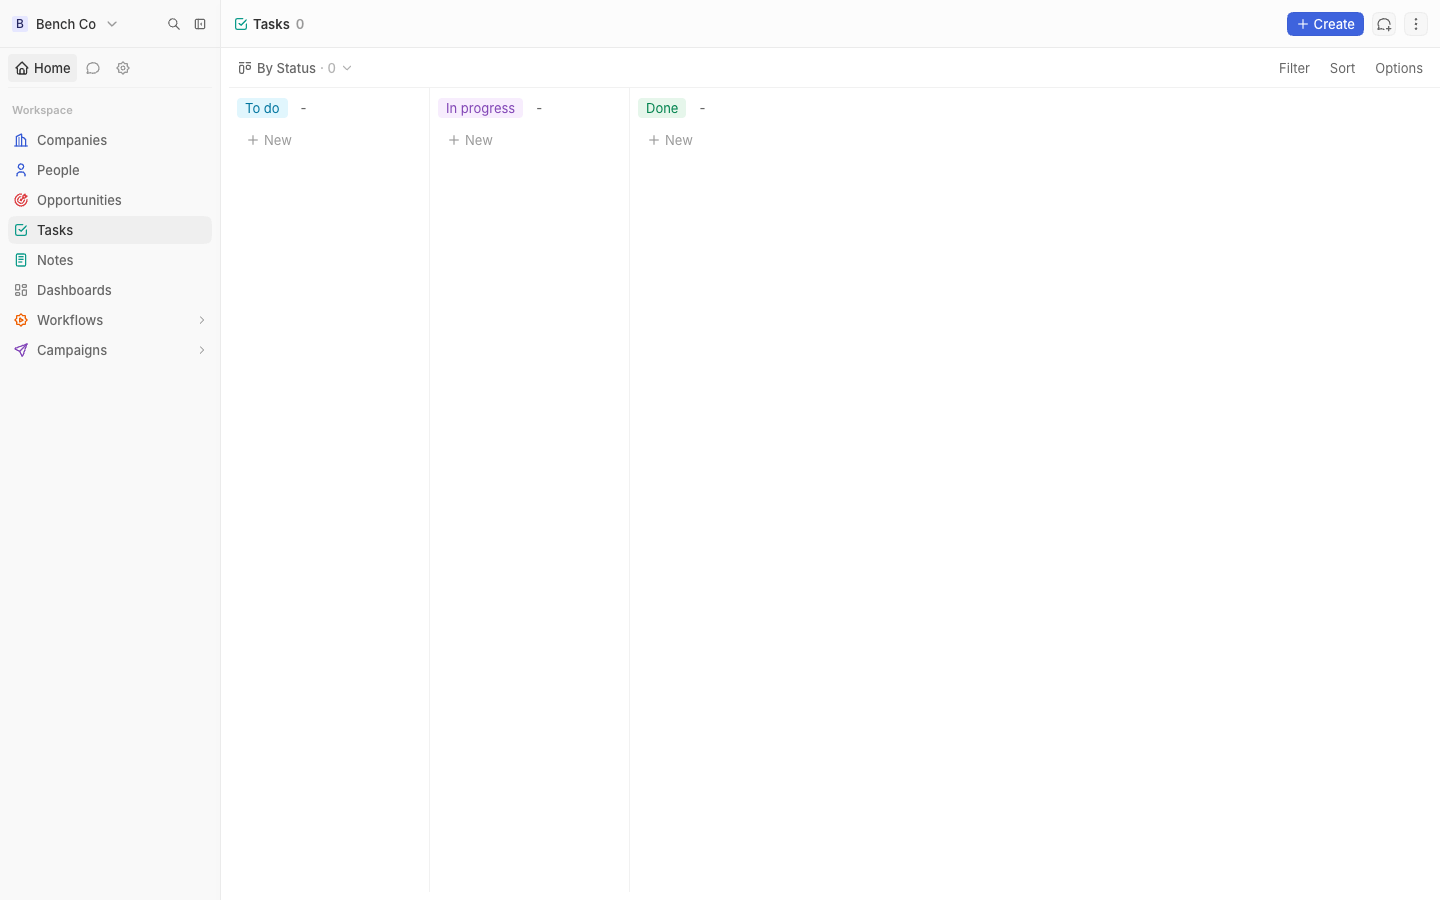 B Bench Co
Tasks 0
+ Create
Home
By Status · 0
Filter Sort Options
Workspace
To do -
In progress -
Done -
+ New
+ New
+ New
Companies
People
Opportunities
Tasks
Notes
Dashboards
Workflows
Campaigns